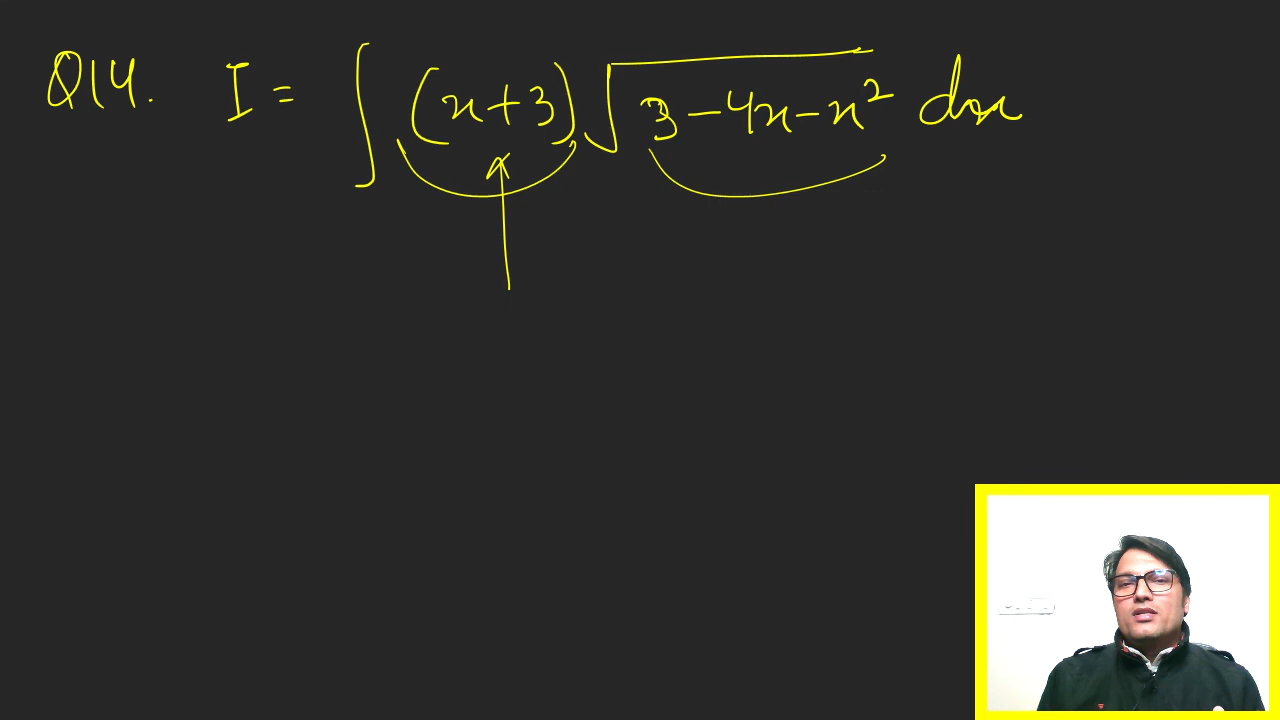 Q14. I = ∫ (x+3) √(3-4x-x²) dx